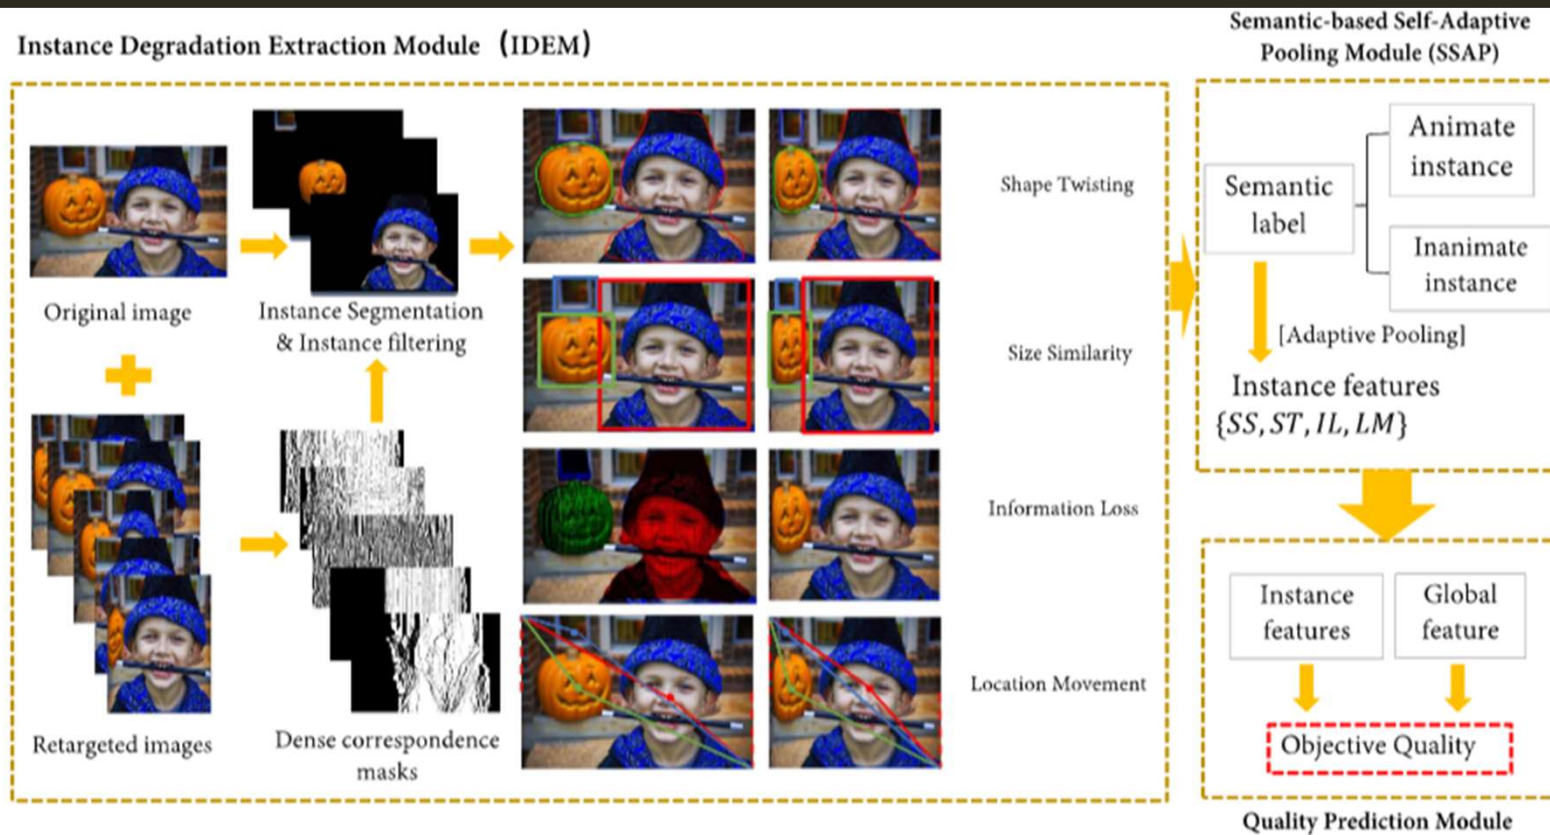 Instance Degradation Extraction Module (IDEM)
Original image
Instance Segmentation
& Instance filtering
Retargeted images
Dense correspondence
masks
Shape Twisting
Size Similarity
Information Loss
Location Movement
Semantic-based Self-Adaptive
Pooling Module (SSAP)
Semantic
label
Animate
instance
Inanimate
instance
[Adaptive Pooling]
Instance features
{SS, ST, IL, LM}
Instance
features
Global
feature
Objective Quality
Quality Prediction Module